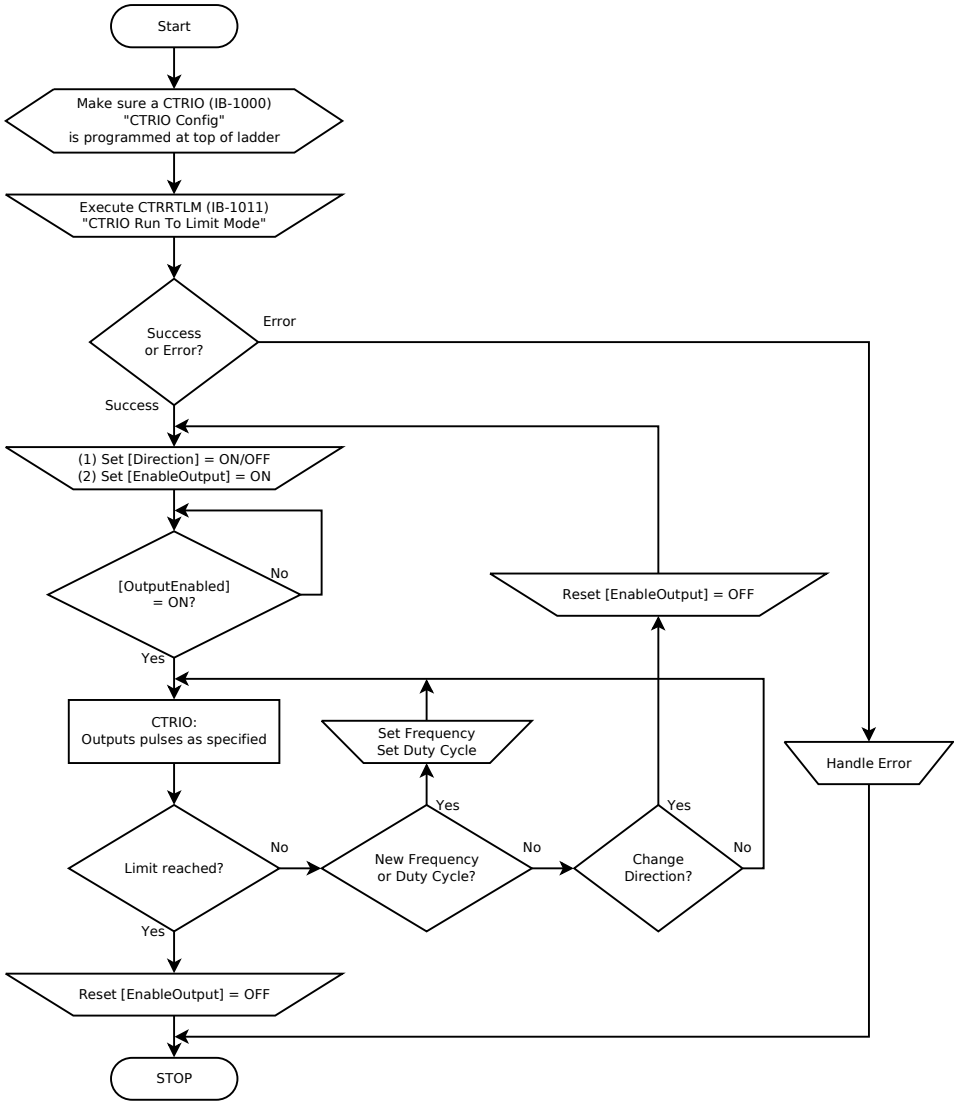 Start
Make sure a CTRIO (IB-1000)
"CTRIO Config"
is programmed at top of ladder
Execute CTRRTLM (IB-1011)
"CTRIO Run To Limit Mode"
Success
or Error?
Error
Success
(1) Set [Direction] = ON/OFF
(2) Set [EnableOutput] = ON
[OutputEnabled]
= ON?
No
Yes
Reset [EnableOutput] = OFF
CTRIO:
Outputs pulses as specified
Set Frequency
Set Duty Cycle
Handle Error
Limit reached?
No
Yes
New Frequency
or Duty Cycle?
Yes
No
Change
Direction?
Yes
No
Reset [EnableOutput] = OFF
STOP